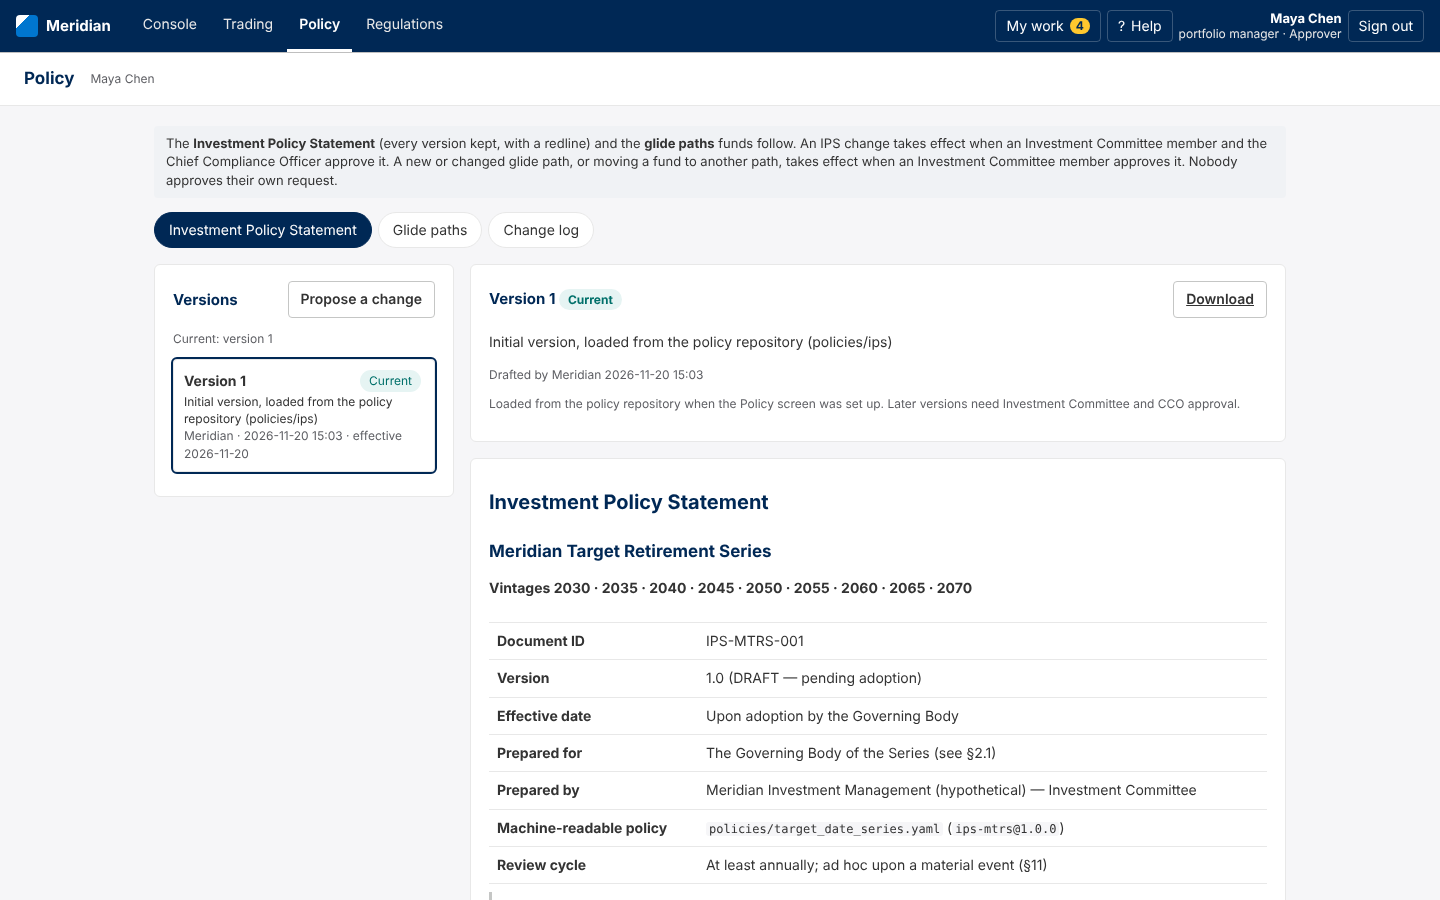 Meridian
Console
Trading
Policy
Regulations
My work 4
? Help
Maya Chen
portfolio manager · Approver
Sign out
Policy
Maya Chen
The Investment Policy Statement (every version kept, with a redline) and the glide paths funds follow. An IPS change takes effect when an Investment Committee member and the
Chief Compliance Officer approve it. A new or changed glide path, or moving a fund to another path, takes effect when an Investment Committee member approves it. Nobody
approves their own request.
Investment Policy Statement
Glide paths
Change log
Versions
Propose a change
Current: version 1
Version 1
Current
Initial version, loaded from the policy
repository (policies/ips)
Meridian · 2026-11-20 15:03 · effective
2026-11-20
Version 1 Current
Download
Initial version, loaded from the policy repository (policies/ips)
Drafted by Meridian 2026-11-20 15:03
Loaded from the policy repository when the Policy screen was set up. Later versions need Investment Committee and CCO approval.
Investment Policy Statement
Meridian Target Retirement Series
Vintages 2030 · 2035 · 2040 · 2045 · 2050 · 2055 · 2060 · 2065 · 2070
Document ID IPS-MTRS-001
Version 1.0 (DRAFT — pending adoption)
Effective date Upon adoption by the Governing Body
Prepared for The Governing Body of the Series (see §2.1)
Prepared by Meridian Investment Management (hypothetical) — Investment Committee
Machine-readable policy policies/target_date_series.yaml (ips-mtrs@1.0.0)
Review cycle At least annually; ad hoc upon a material event (§11)